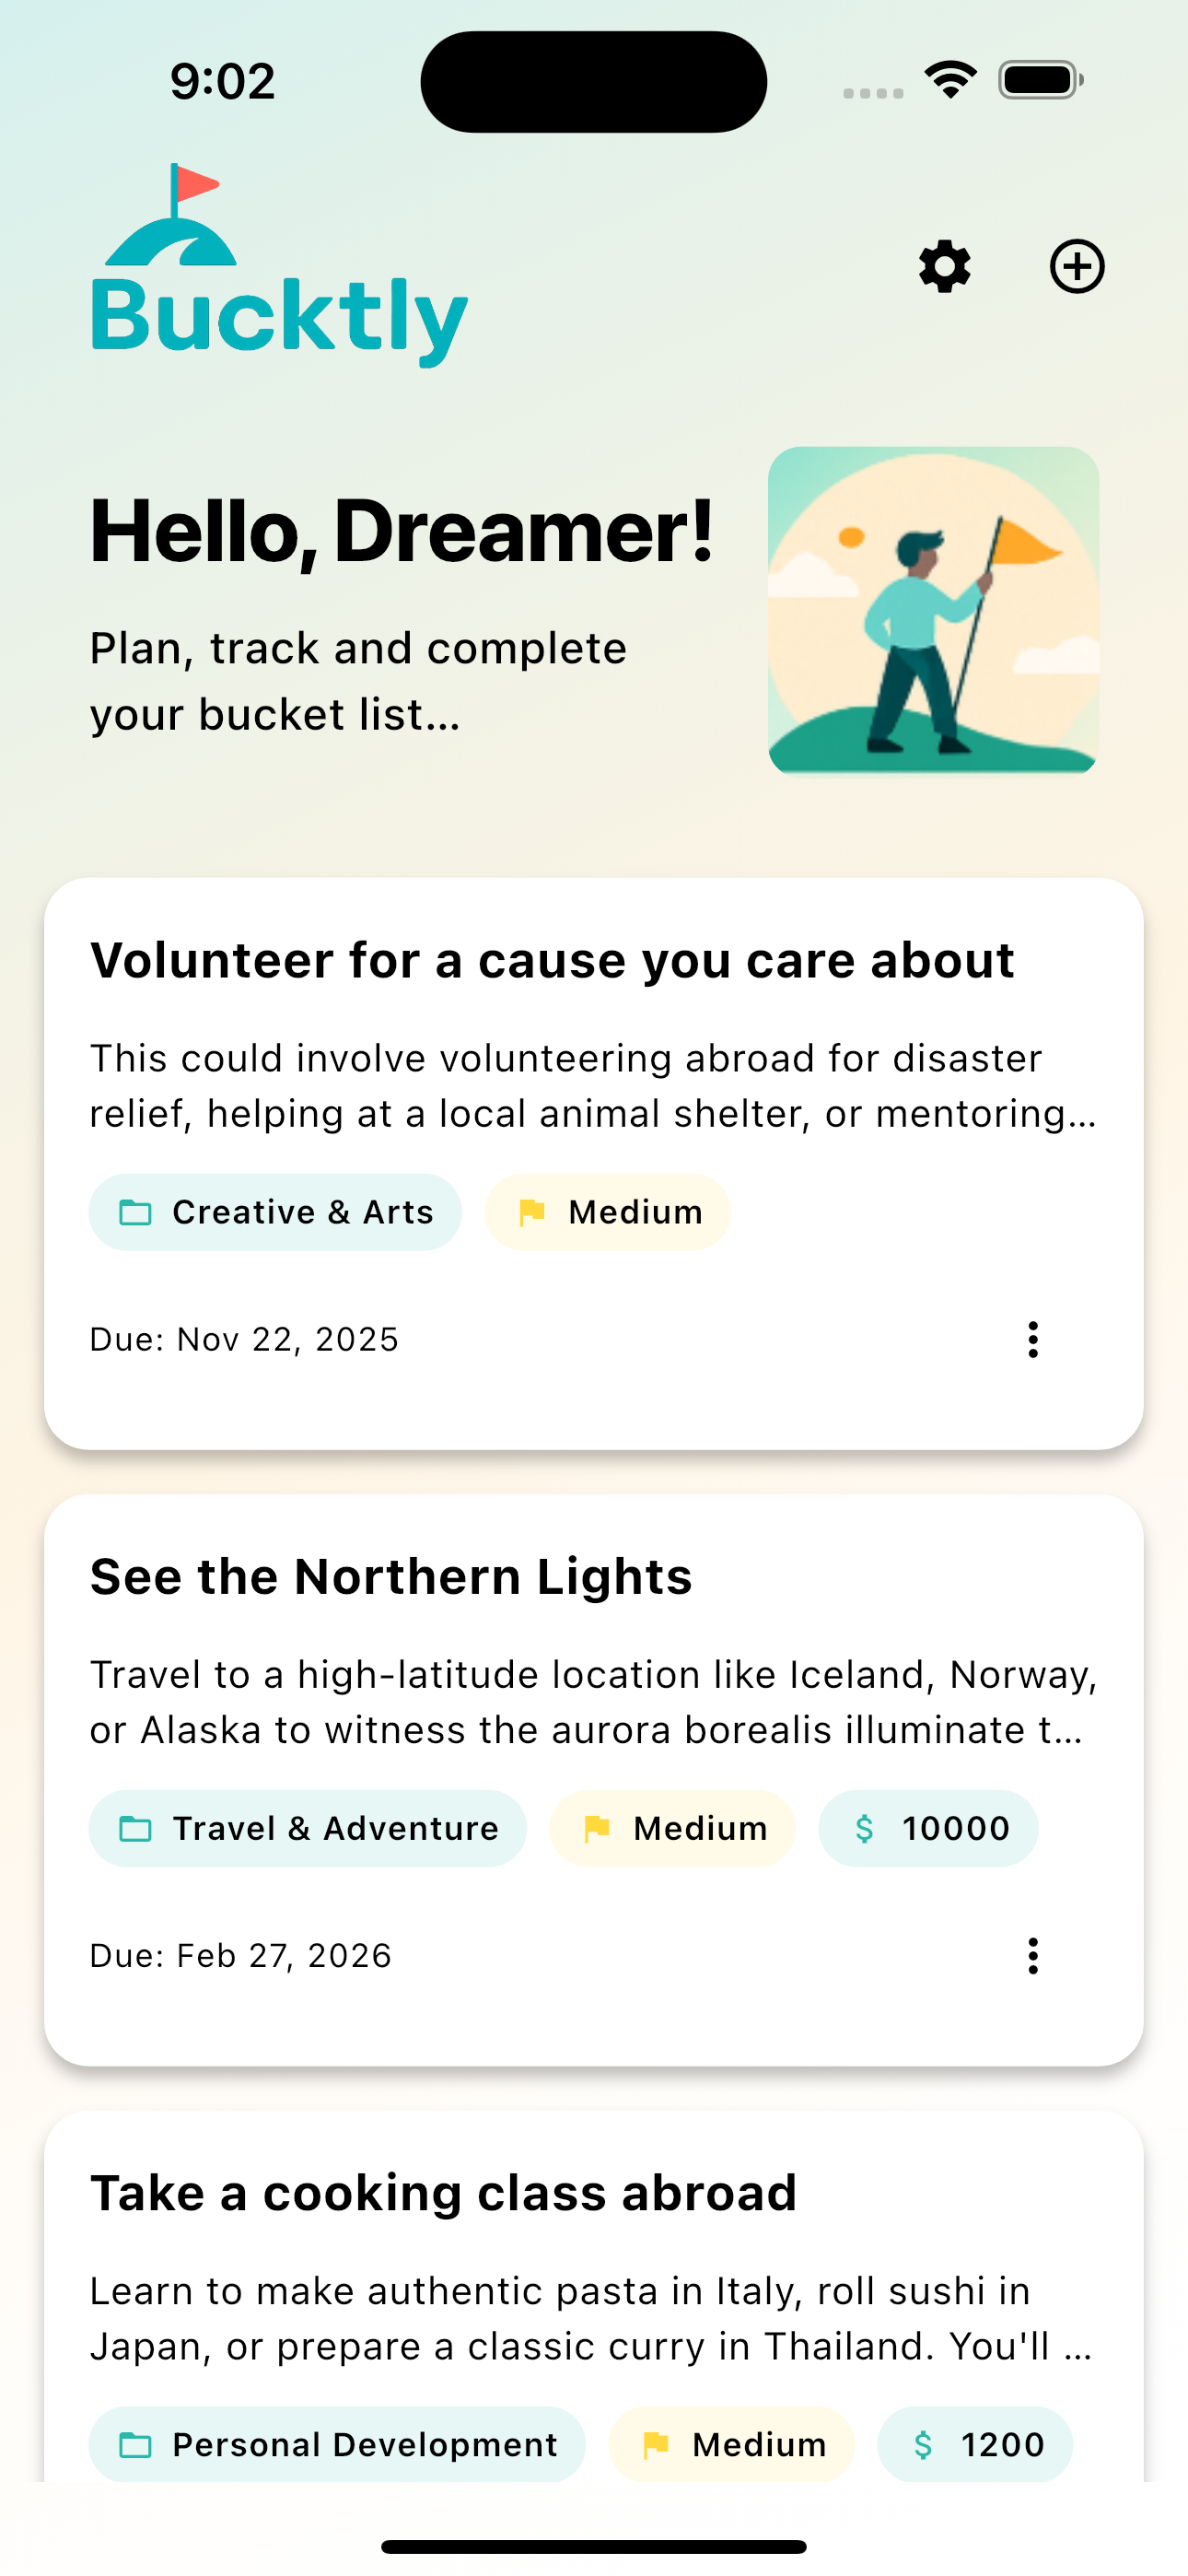 9:02
Bucktly
Hello, Dreamer!
Plan, track and complete
your bucket list...
Volunteer for a cause you care about
This could involve volunteering abroad for disaster
relief, helping at a local animal shelter, or mentoring...
Creative & Arts Medium
Due: Nov 22, 2025
See the Northern Lights
Travel to a high-latitude location like Iceland, Norway,
or Alaska to witness the aurora borealis illuminate t...
Travel & Adventure Medium $ 10000
Due: Feb 27, 2026
Take a cooking class abroad
Learn to make authentic pasta in Italy, roll sushi in
Japan, or prepare a classic curry in Thailand. You'll ...
Personal Development Medium $ 1200